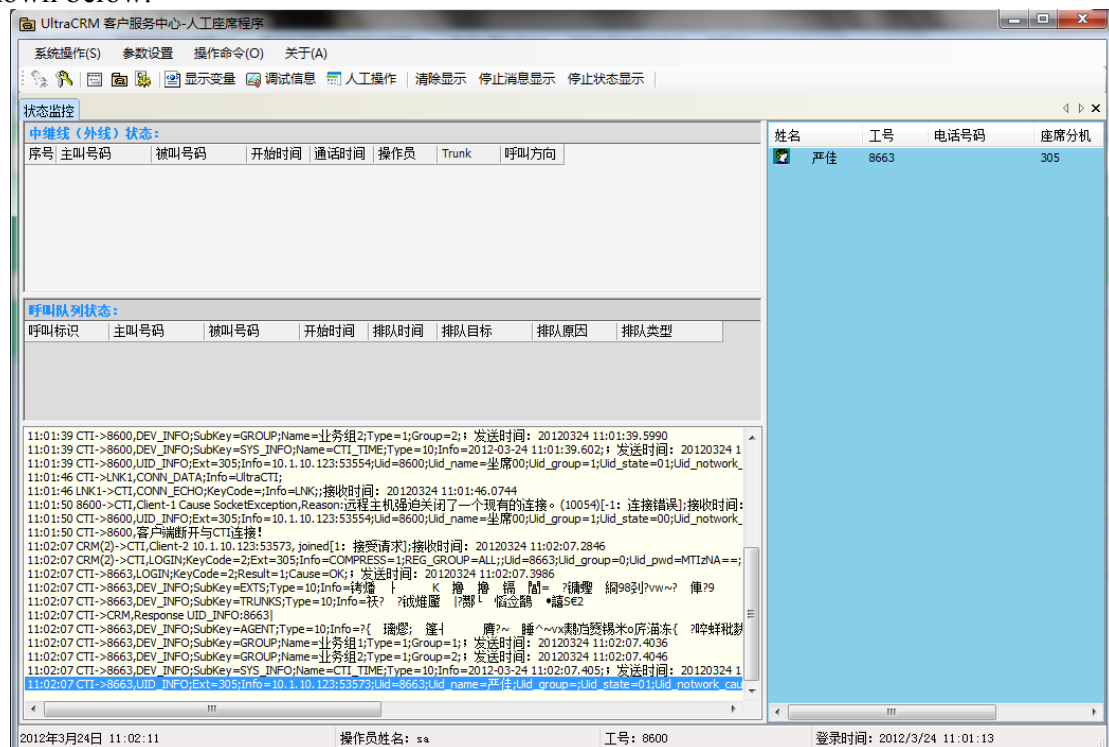 own below.
UltraCRM 客户服务中心-人工座席程序
系统操作(S) 参数设置 操作命令(O) 关于(A)
显示变量 调试信息 人工操作 清除显示 停止消息显示 停止状态显示
状态监控
中继线（外线）状态:
序号 主叫号码 被叫号码 开始时间 通话时间 操作员 Trunk 呼叫方向
姓名 工号 电话号码 座席分机
严佳 8663 305
呼叫队列状态:
呼叫标识 主叫号码 被叫号码 开始时间 排队时间 排队目标 排队原因 排队类型
11:01:39 CTI->8600,DEV_INFO;SubKey=GROUP;Name=业务组2;Type=1;Group=2;; 发送时间: 20120324 11:01:39.5990
11:01:39 CTI->8600,DEV_INFO;SubKey=SYS_INFO;Name=CTI_TIME;Type=10;Info=2012-03-24 11:01:39.602;; 发送时间: 20120324 1
11:01:39 CTI->8600,UID_INFO;Ext=305;Info=10.1.10.123:53554;Uid=8600;Uid_name=坐席00;Uid_group=1;Uid_state=01;Uid_notwork_
11:01:46 CTI->LNK1,CONN_DATA;Info=UltraCTI;
11:01:46 LNK1->CTI,CONN_ECHO;KeyCode=;Info=LNK;;接收时间: 20120324 11:01:46.0744
11:01:50 8600->CTI,Client-1 Cause SocketException,Reason:远程主机强迫关闭了一个现有的连接。(10054)[-1: 连接错误];接收时间:
11:01:50 CTI->8600,UID_INFO;Ext=305;Info=10.1.10.123:53554;Uid=8600;Uid_name=坐席00;Uid_group=1;Uid_state=00;Uid_notwork_
11:01:50 CTI->8600,客户端断开与CTI连接!
11:02:07 CRM(2)->CTI,Client-2 10.1.10.123:53573, joined[1: 接受请求];接收时间: 20120324 11:02:07.2846
11:02:07 CRM(2)->CTI,LOGIN;KeyCode=2;Ext=305;Info=COMPRESS=1;REG_GROUP=ALL;;Uid=8663;Uid_group=0;Uid_pwd=MTIzNA==;
11:02:07 CTI->8663,LOGIN;KeyCode=2;Result=1;Cause=OK;; 发送时间: 20120324 11:02:07.3986
11:02:07 CTI->8663,DEV_INFO;SubKey=EXTS;Type=10;Info=
11:02:07 CTI->8663,DEV_INFO;SubKey=TRUNKS;Type=10;Info=
11:02:07 CTI->CRM,Response UID_INFO:8663|
11:02:07 CTI->8663,DEV_INFO;SubKey=AGENT;Type=10;Info=
11:02:07 CTI->8663,DEV_INFO;SubKey=GROUP;Name=业务组1;Type=1;Group=1;; 发送时间: 20120324 11:02:07.4036
11:02:07 CTI->8663,DEV_INFO;SubKey=GROUP;Name=业务组2;Type=1;Group=2;; 发送时间: 20120324 11:02:07.4046
11:02:07 CTI->8663,DEV_INFO;SubKey=SYS_INFO;Name=CTI_TIME;Type=10;Info=2012-03-24 11:02:07.405;; 发送时间: 20120324 1
11:02:07 CTI->8663,UID_INFO;Ext=305;Info=10.1.10.123:53573;Uid=8663;Uid_name=严佳;Uid_group=;Uid_state=01;Uid_notwork_cau
2012年3月24日 11:02:11 操作员姓名: sa 工号: 8600 登录时间: 2012/3/24 11:01:13